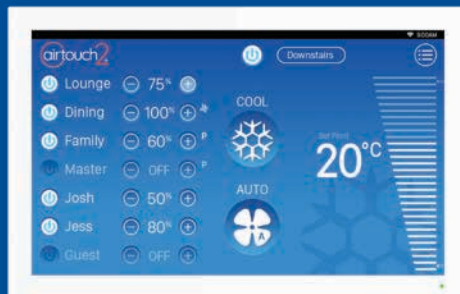 airtouch2
Downstairs
Lounge 75%
Dining 100%
Family 60% P
Master OFF P
Josh 50%
Jess 80%
Guest OFF
COOL
AUTO
A
Set Point
20°C